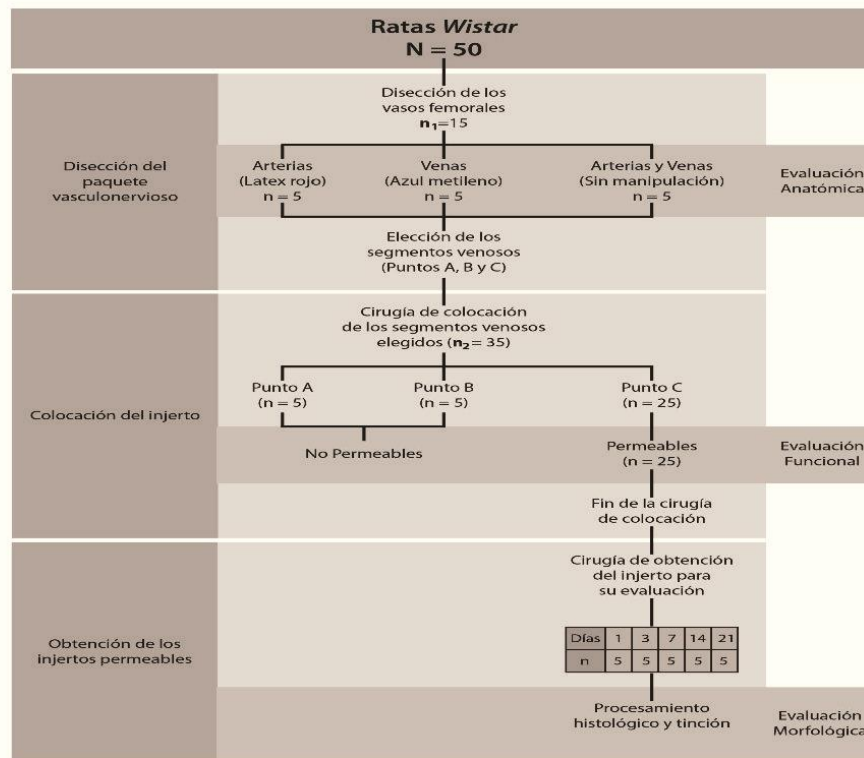 Ratas Wistar
N = 50
Disección de los
vasos femorales
n1=15
Disección del
paquete
vasculonervioso
Arterias
(Latex rojo)
n = 5
Venas
(Azul metileno)
n = 5
Arterias y Venas
(Sin manipulación)
n = 5
Evaluación
Anatómica
Elección de los
segmentos venosos
(Puntos A, B y C)
Cirugía de colocación
de los segmentos venosos
elegidos (n2= 35)
Colocación del injerto
Punto A
(n = 5)
Punto B
(n = 5)
Punto C
(n = 25)
No Permeables
Permeables
(n = 25)
Evaluación
Funcional
Fin de la cirugía
de colocación
Cirugía de obtención
del injerto para
su evaluación
Obtención de los
injertos permeables
Días 1 3 7 14 21
n 5 5 5 5 5
Procesamiento
histológico y tinción
Evaluación
Morfológica